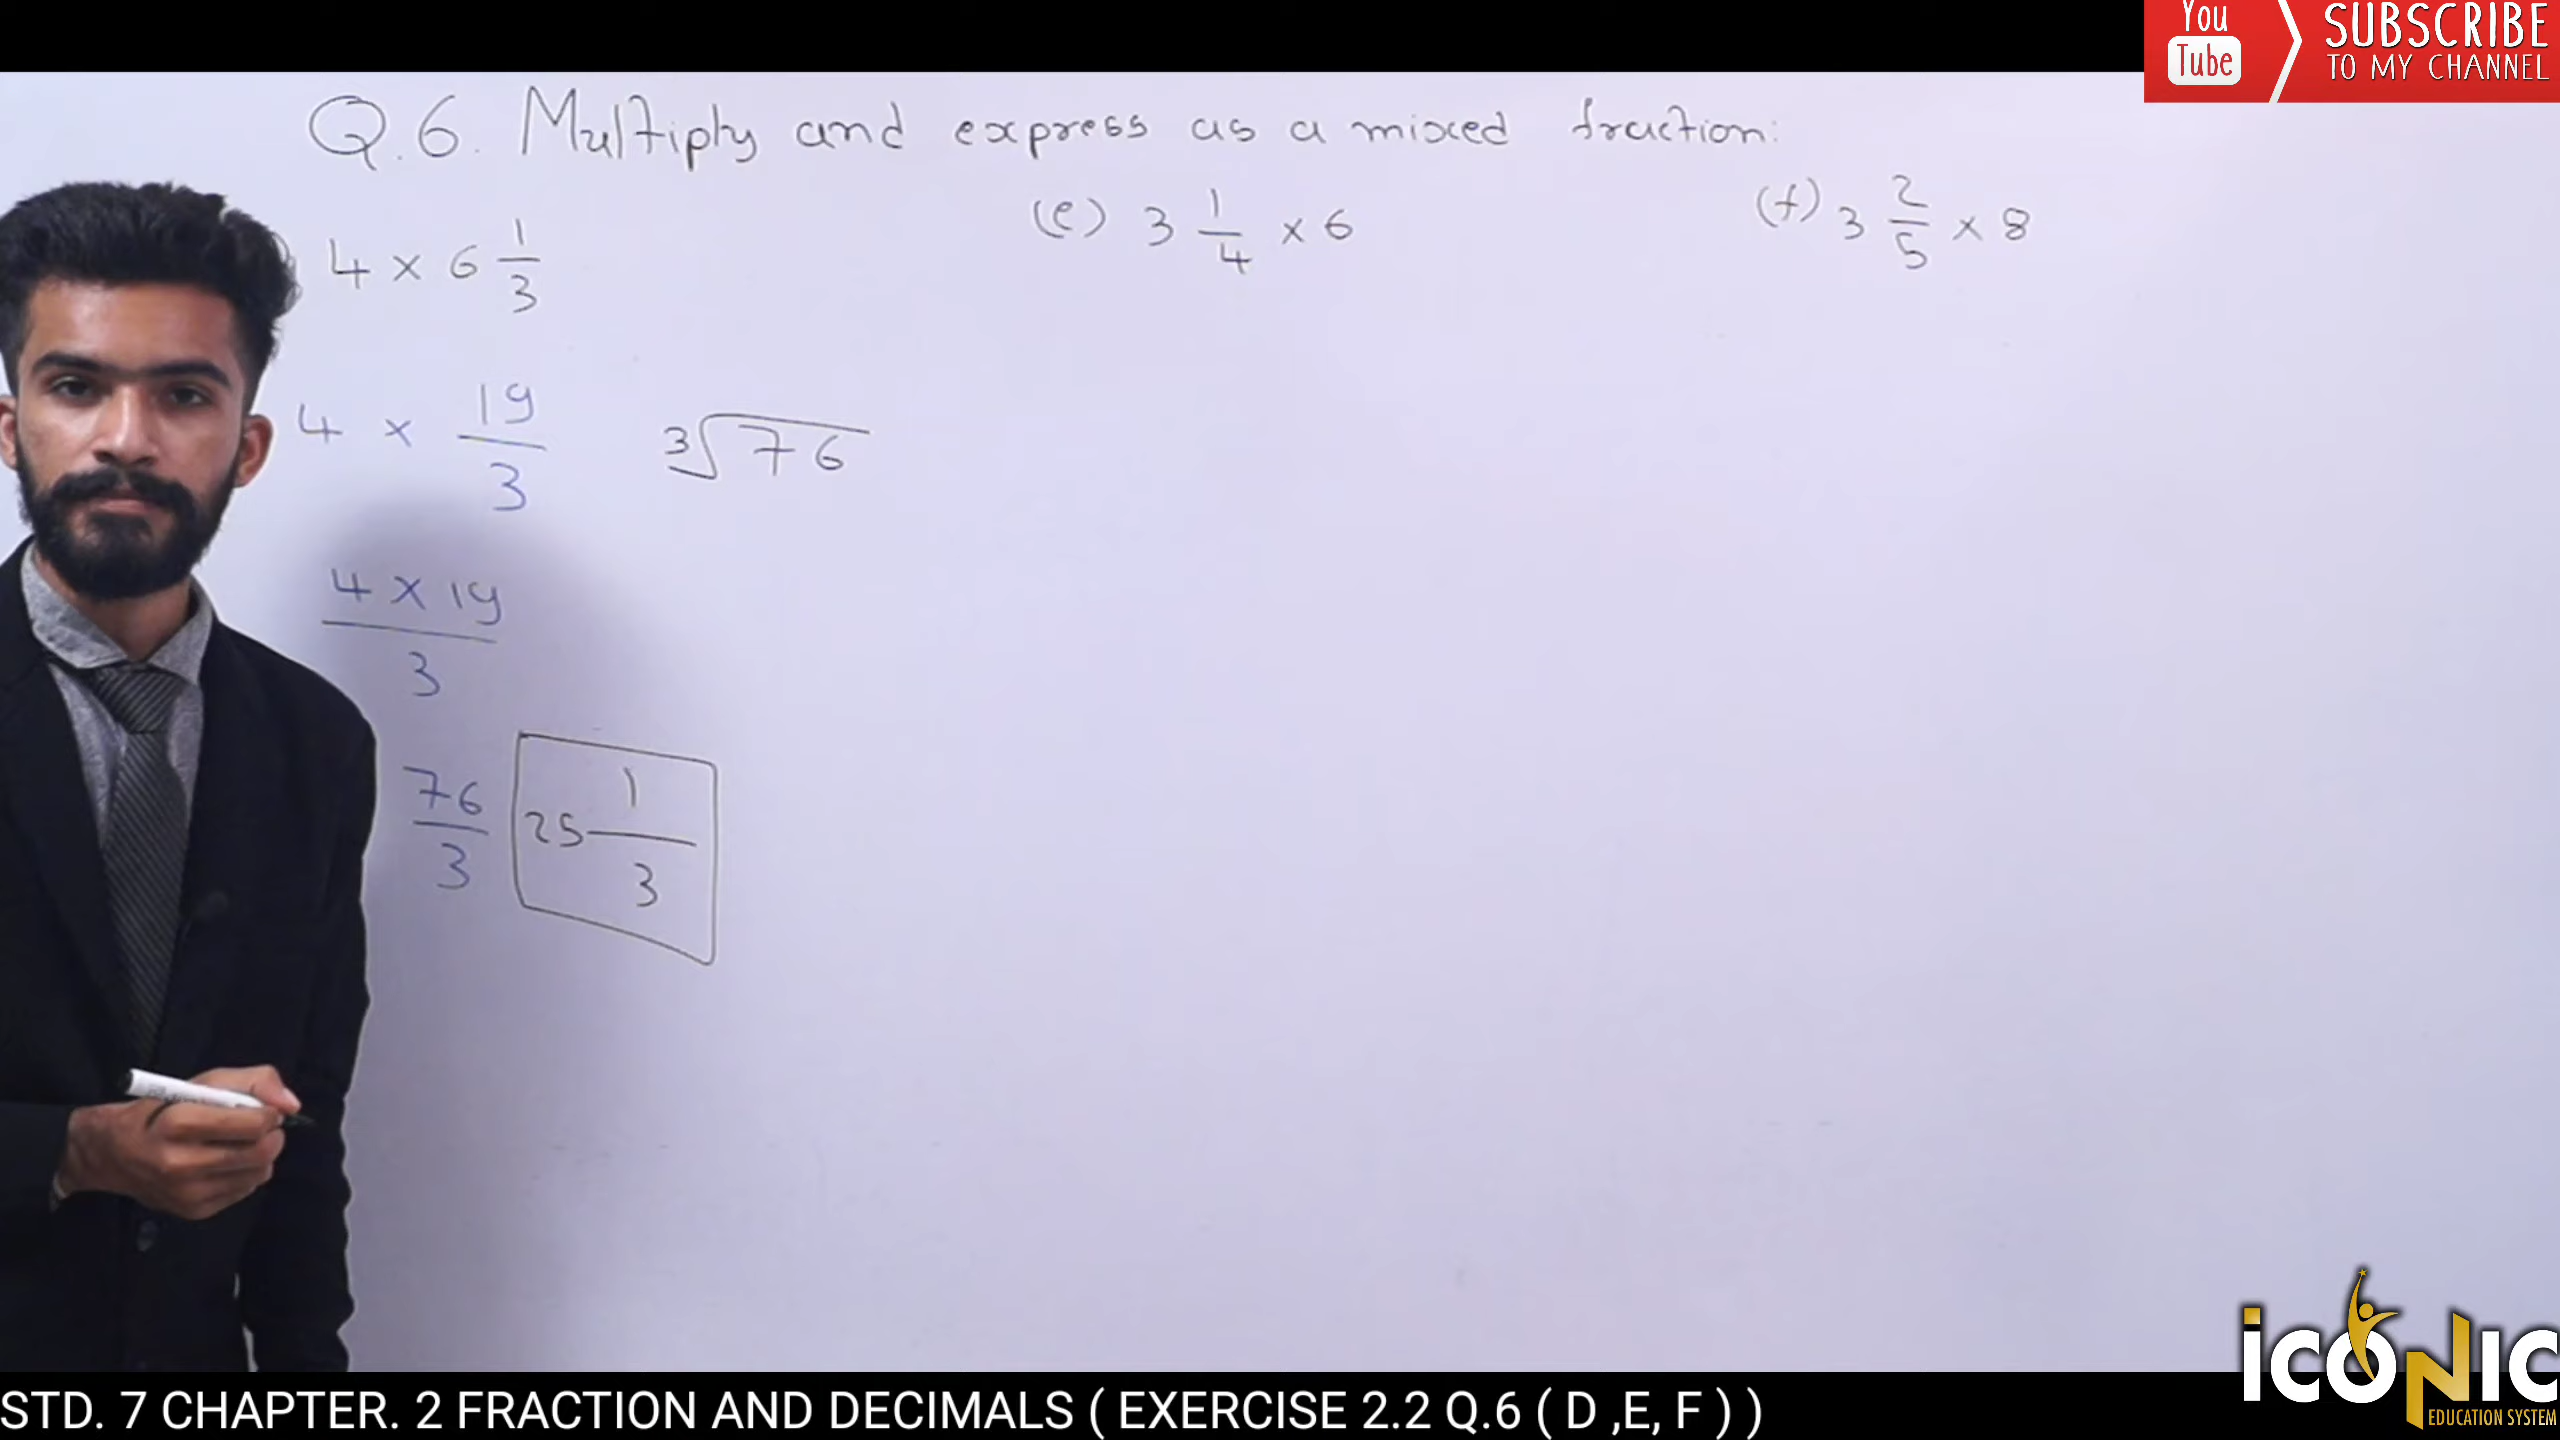 You
Tube
SUBSCRIBE
TO MY CHANNEL
Q.6. Multiply and express as a mixed fraction:
4 × 6 1/3
(e) 3 1/4 × 6
(f) 3 2/5 × 8
4 × 19/3
3√76
4 × 19
3
76/3
25 1/3
STD. 7 CHAPTER. 2 FRACTION AND DECIMALS ( EXERCISE 2.2 Q.6 ( D ,E, F ) )
iCONIC
EDUCATION SYSTEM